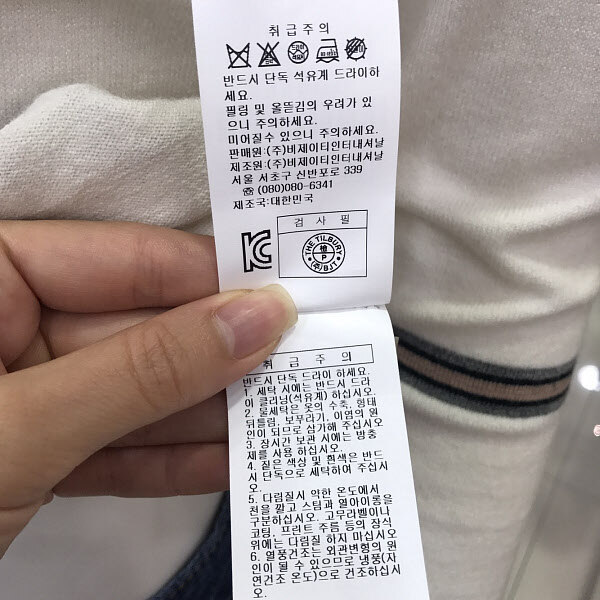 취급주의
반드시 단독 석유계 드라이하
세요.
필링 및 올뜯김의 우려가 있
으니 주의하세요.
미어질수 있으니 주의하세요.
판매원:(주)비제이티인터내셔날
제조원:(주)비제이티인터내셔날
서울 서초구 신반포로 339
☎ (080)080-6341
제조국:대한민국
검사필
THE TILBURY
P
(주)BJT
취급주의
반드시 단독 드라이 하세요.
1. 세탁 시에는 반드시 드라
이 크리닝(석유계) 하십시오.
2. 물세탁은 옷의 수축, 형태
뒤틀림, 보푸라기, 이염의 원
인이 되므로 삼가해 주십시오
3. 장시간 보관 시에는 방충
제를 사용 하십시오.
4. 짙은 색상 및 흰색은 반드
시 단독으로 세탁하여 주십시
오.
5. 다림질시 약한 온도에서
천을 깔고 스팀과 열아이롱을
구분하십시오. 고무리벨이나
코팅, 프린트 주름 등의 장식
위에는 다림질 하지 마십시오
6. 열풍건조는 외관변형의 원
인이 될 수 있으므로 냉풍(자
연건조 온도)으로 건조하십시
오.